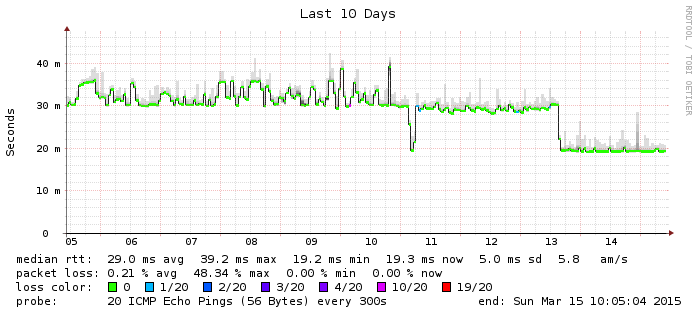 Last 10 Days
RRDTOOL / TOBI OETIKER
Seconds
40 m
30 m
20 m
10 m
0
05 06 07 08 09 10 11 12 13 14
median rtt: 29.0 ms avg 39.2 ms max 19.2 ms min 19.3 ms now 5.0 ms sd 5.8 am/s
packet loss: 0.21 % avg 48.34 % max 0.00 % min 0.00 % now
loss color: 0 1/20 2/20 3/20 4/20 10/20 19/20
probe: 20 ICMP Echo Pings (56 Bytes) every 300s end: Sun Mar 15 10:05:04 2015